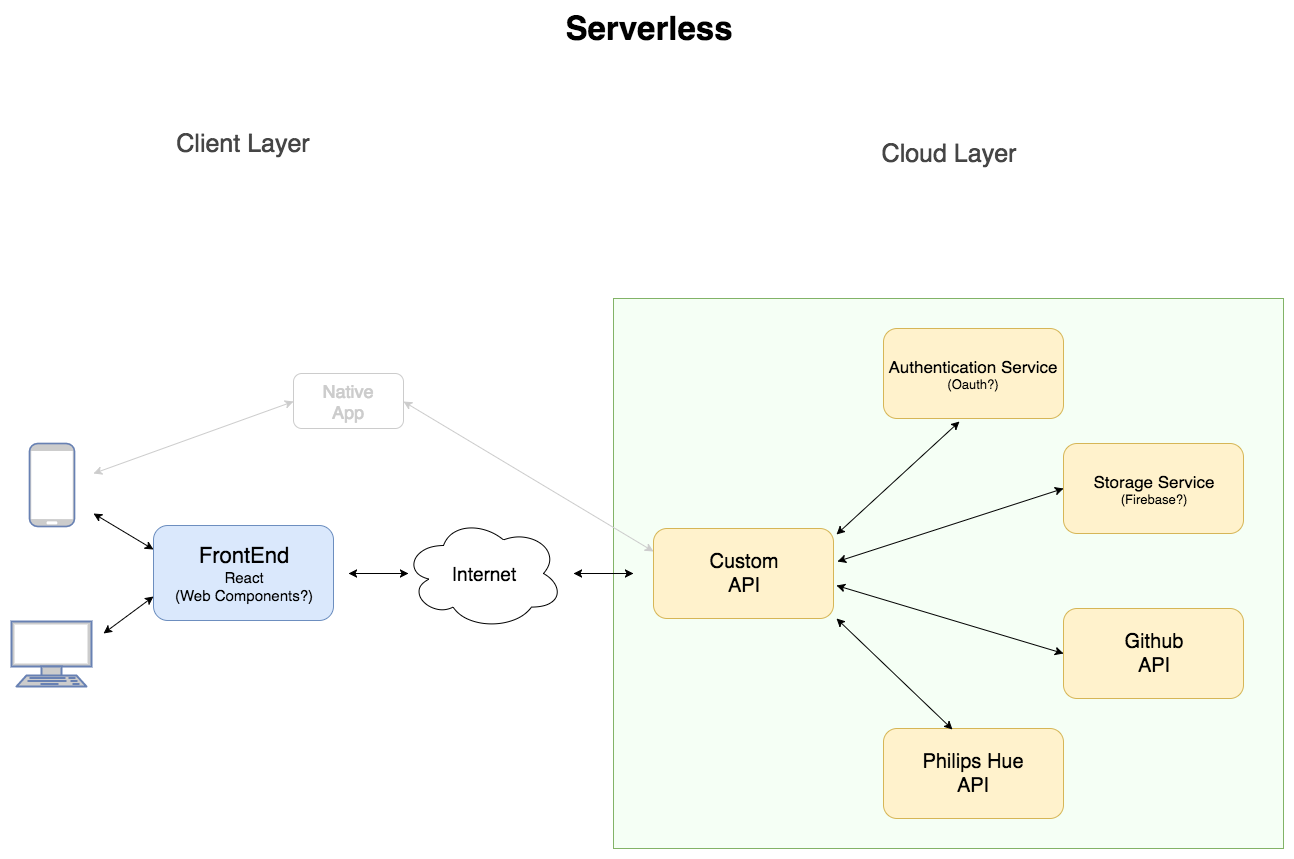 Serverless
Client Layer
Cloud Layer
Native
App
FrontEnd
React
(Web Components?)
Internet
Custom
API
Authentication Service
(Oauth?)
Storage Service
(Firebase?)
Github
API
Philips Hue
API